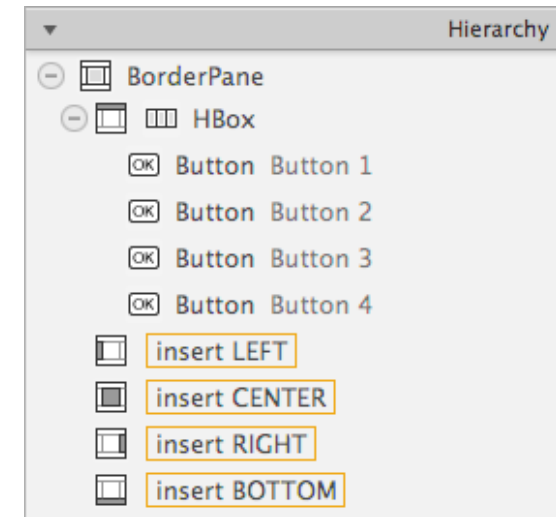 Hierarchy
BorderPane
HBox
OK Button Button 1
OK Button Button 2
OK Button Button 3
OK Button Button 4
insert LEFT
insert CENTER
insert RIGHT
insert BOTTOM